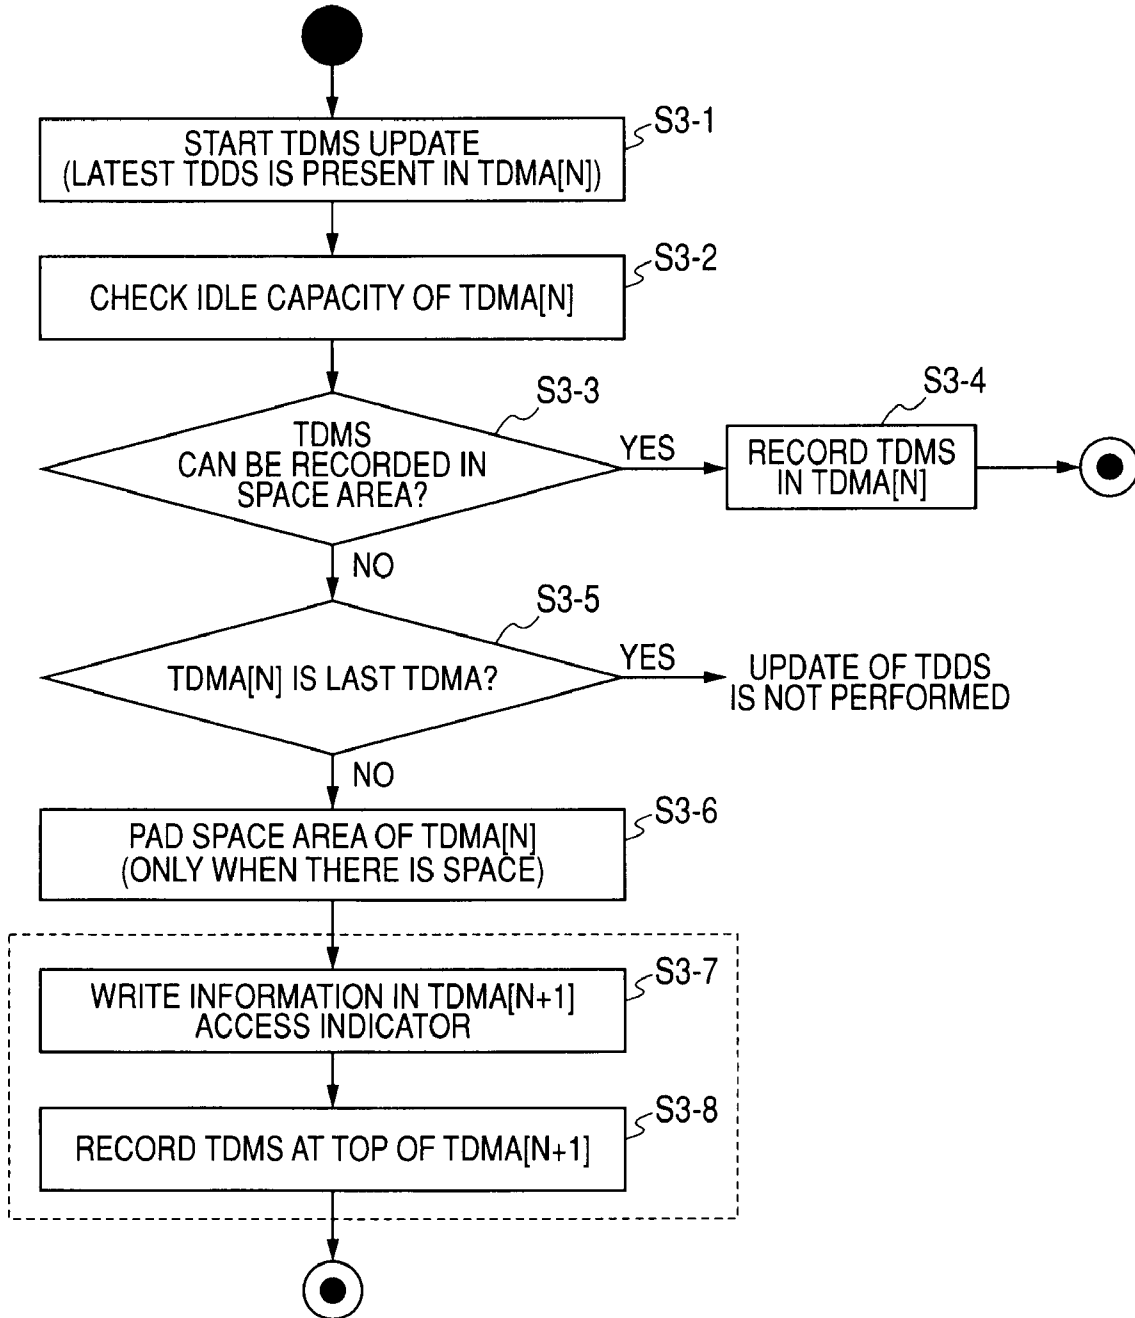 S3-1
START TDMS UPDATE
(LATEST TDDS IS PRESENT IN TDMA[N])
S3-2
CHECK IDLE CAPACITY OF TDMA[N]
S3-3
TDMS
CAN BE RECORDED IN
SPACE AREA?
YES
S3-4
RECORD TDMS
IN TDMA[N]
NO
S3-5
TDMA[N] IS LAST TDMA?
YES
UPDATE OF TDDS
IS NOT PERFORMED
NO
S3-6
PAD SPACE AREA OF TDMA[N]
(ONLY WHEN THERE IS SPACE)
S3-7
WRITE INFORMATION IN TDMA[N+1]
ACCESS INDICATOR
S3-8
RECORD TDMS AT TOP OF TDMA[N+1]